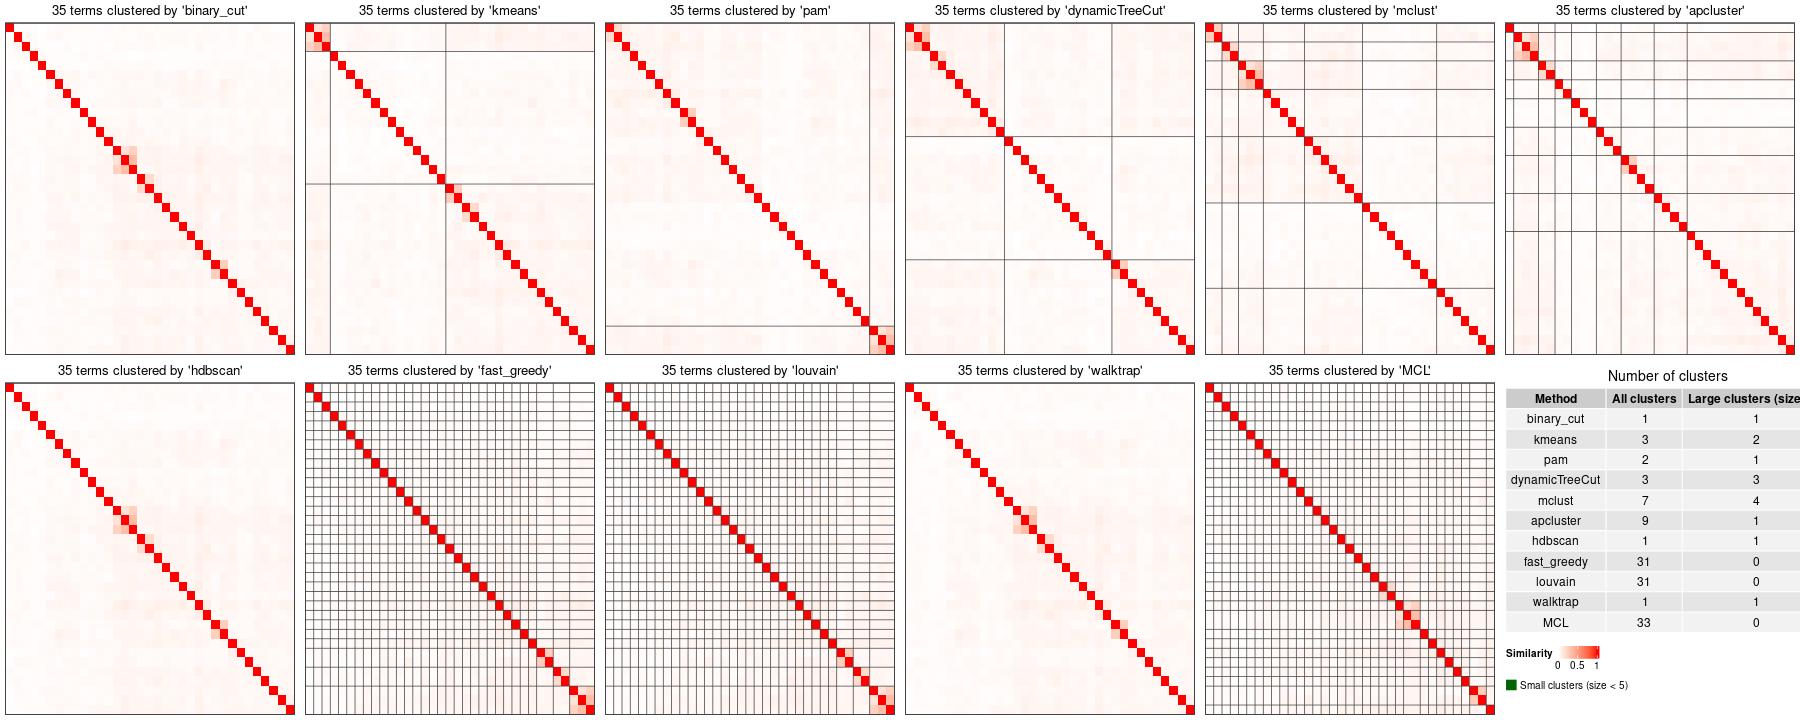 35 terms clustered by 'binary_cut'
35 terms clustered by 'kmeans'
35 terms clustered by 'pam'
35 terms clustered by 'dynamicTreeCut'
35 terms clustered by 'mclust'
35 terms clustered by 'apcluster'
35 terms clustered by 'hdbscan'
35 terms clustered by 'fast_greedy'
35 terms clustered by 'louvain'
35 terms clustered by 'walktrap'
35 terms clustered by 'MCL'
Number of clusters
Method All clusters Large clusters (size
binary_cut 1 1
kmeans 3 2
pam 2 1
dynamicTreeCut 3 3
mclust 7 4
apcluster 9 1
hdbscan 1 1
fast_greedy 31 0
louvain 31 0
walktrap 1 1
MCL 33 0
Similarity
0 0.5 1
Small clusters (size < 5)